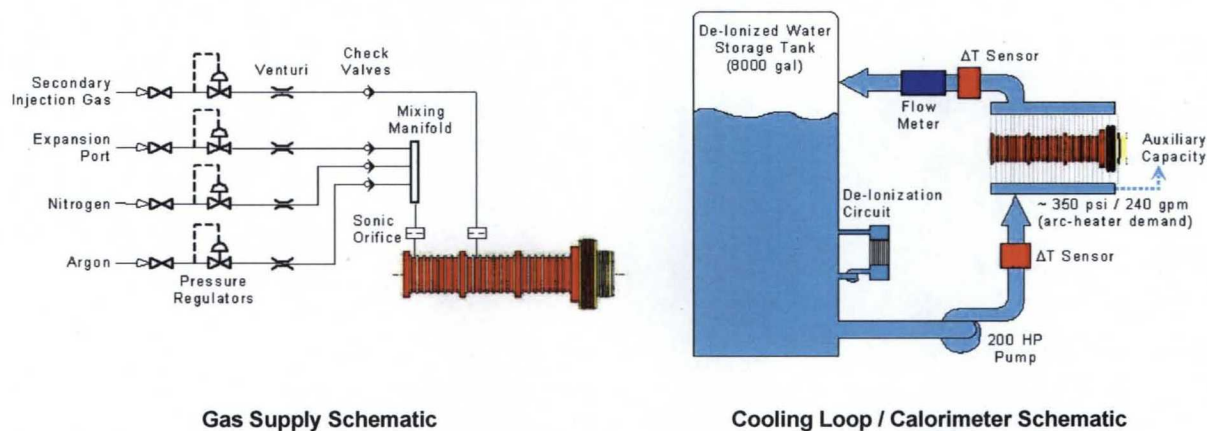 Secondary
Injection Gas
Venturi
Check
Valves
Expansion
Port
Mixing
Manifold
Nitrogen
Argon
Sonic
Orifice
Pressure
Regulators
Gas Supply Schematic
De-Ionized Water
Storage Tank
(8000 gal)
ΔT Sensor
Flow
Meter
Auxiliary
Capacity
De-Ionization
Circuit
~ 350 psi / 240 gpm
(arc-heater demand)
ΔT Sensor
200 HP
Pump
Cooling Loop / Calorimeter Schematic